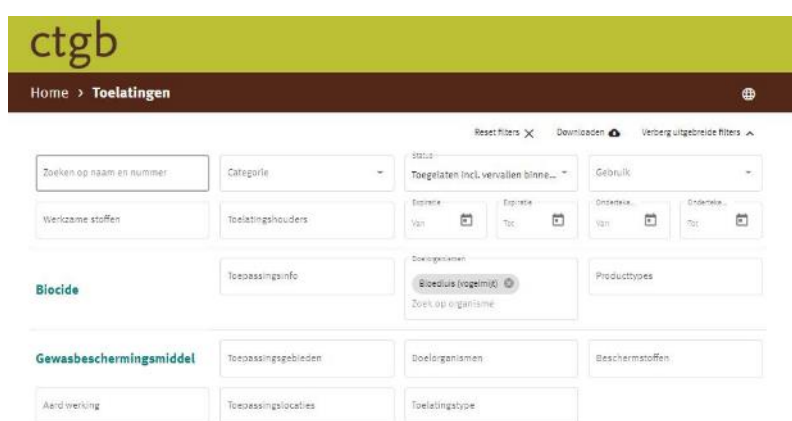 ctgb
Home > Toelatingen
Reset filters Downloaden Verberg uitgebreide filters
Zoeken op naam en nummer Categorie Status Toegelaten incl. vervallen binne... Gebruik
Werkzame stoffen Toelatingshouders Expiratie Van Expiratie Tot Onderteke... Van Onderteke... Tot
Biocide Toepassingsinfo Doelorganismen Producttypes
Bloedluis (vogelmijt)
Zoek op organisme
Gewasbeschermingsmiddel Toepassingsgebieden Doelorganismen Beschermstoffen
Aard werking Toepassingslocaties Toelatingstype